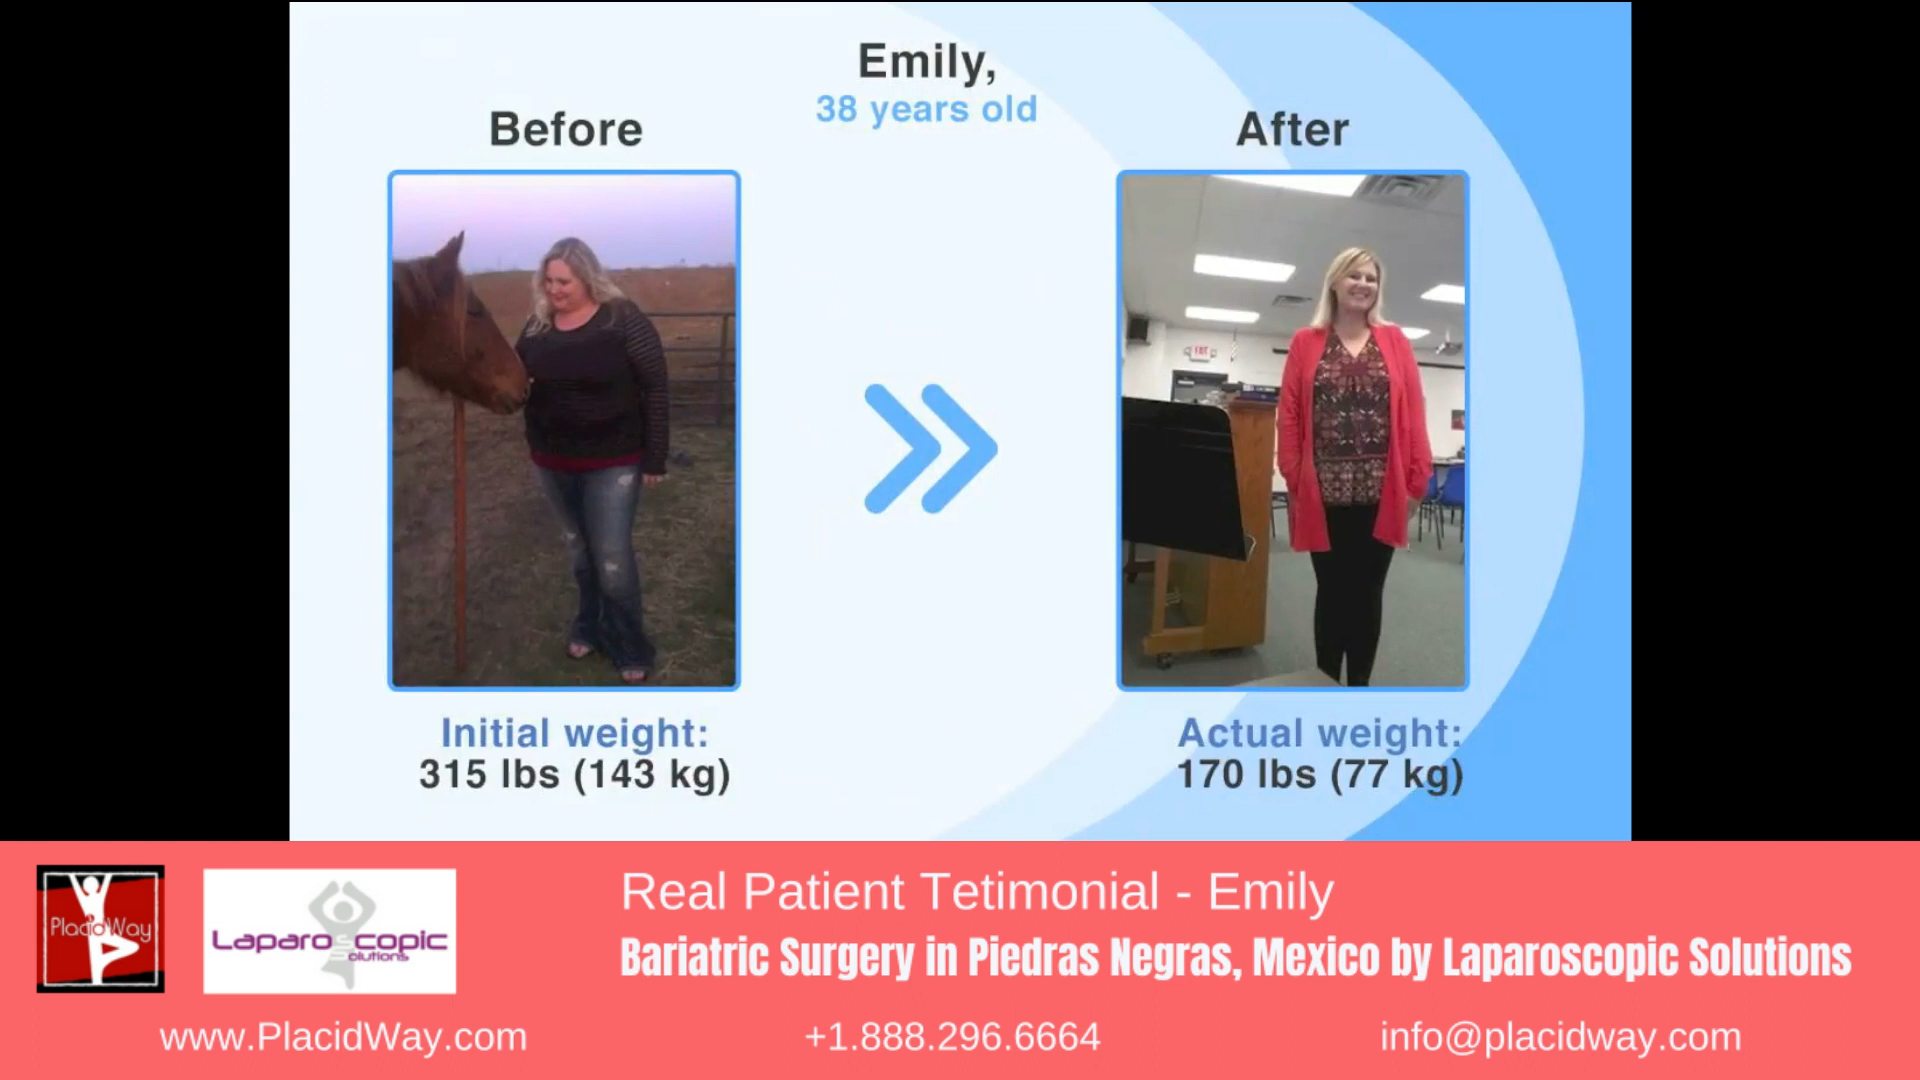 Emily,
38 years old
Before
After
EXIT
Initial weight:
315 lbs (143 kg)
Actual weight:
170 lbs (77 kg)
PlacidWay
Laparoscopic
Solutions
Real Patient Tetimonial - Emily
Bariatric Surgery in Piedras Negras, Mexico by Laparoscopic Solutions
www.PlacidWay.com
+1.888.296.6664
info@placidway.com